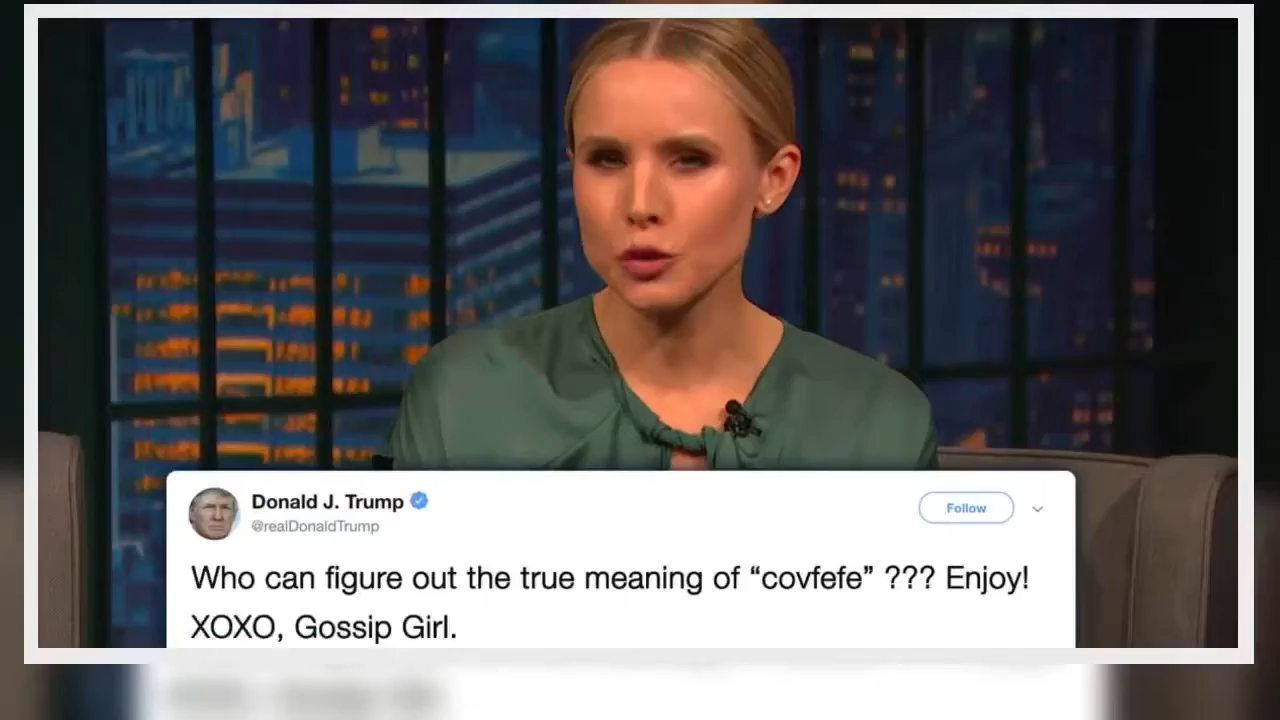 Donald J. Trump
@realDonaldTrump
Follow
Who can figure out the true meaning of “covfefe” ??? Enjoy!
XOXO, Gossip Girl.